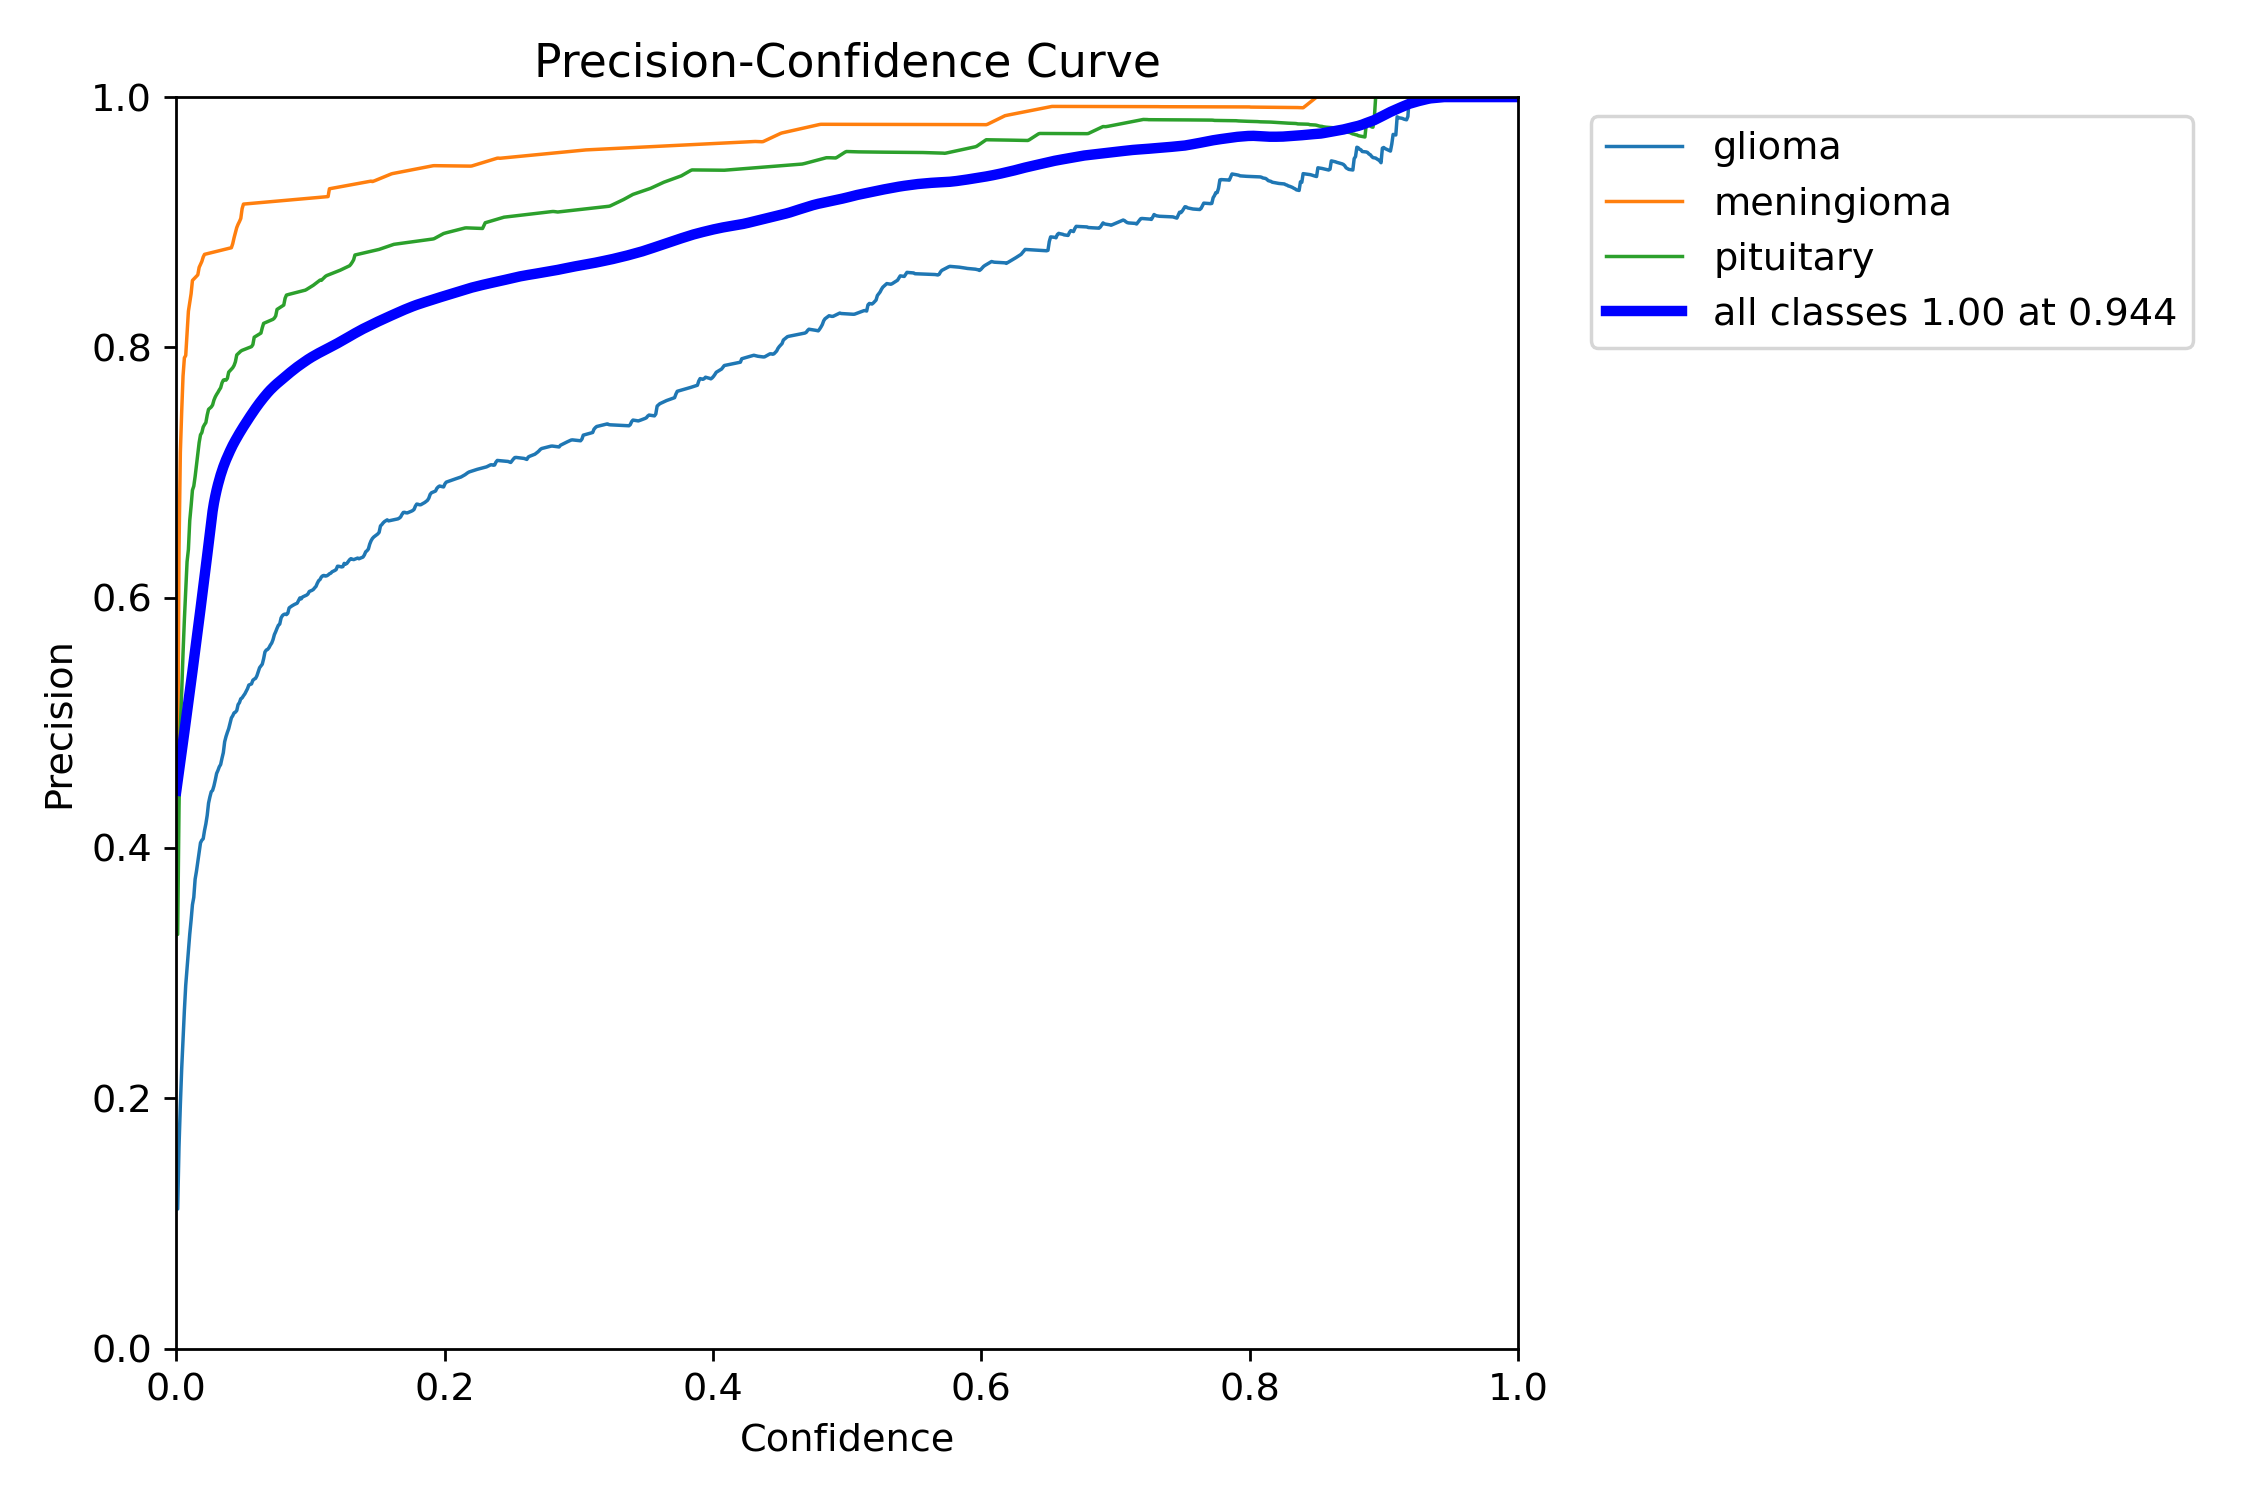 Precision-Confidence Curve
1.0
0.8
0.6
0.4
0.2
0.0
Precision
0.0 0.2 0.4 0.6 0.8 1.0
Confidence
glioma
meningioma
pituitary
all classes 1.00 at 0.944